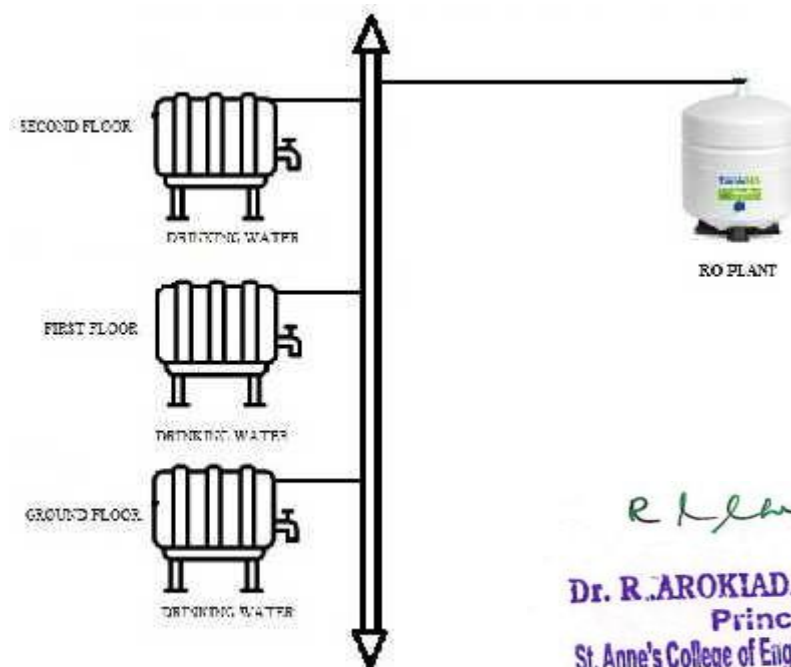 SECOND FLOOR
DRINKING WATER
RO PLANT
FIRST FLOOR
DRINKING WATER
GROUND FLOOR
DRINKING WATER
Dr. R. AROKIAD
Princ
St. Anne's College of Eng